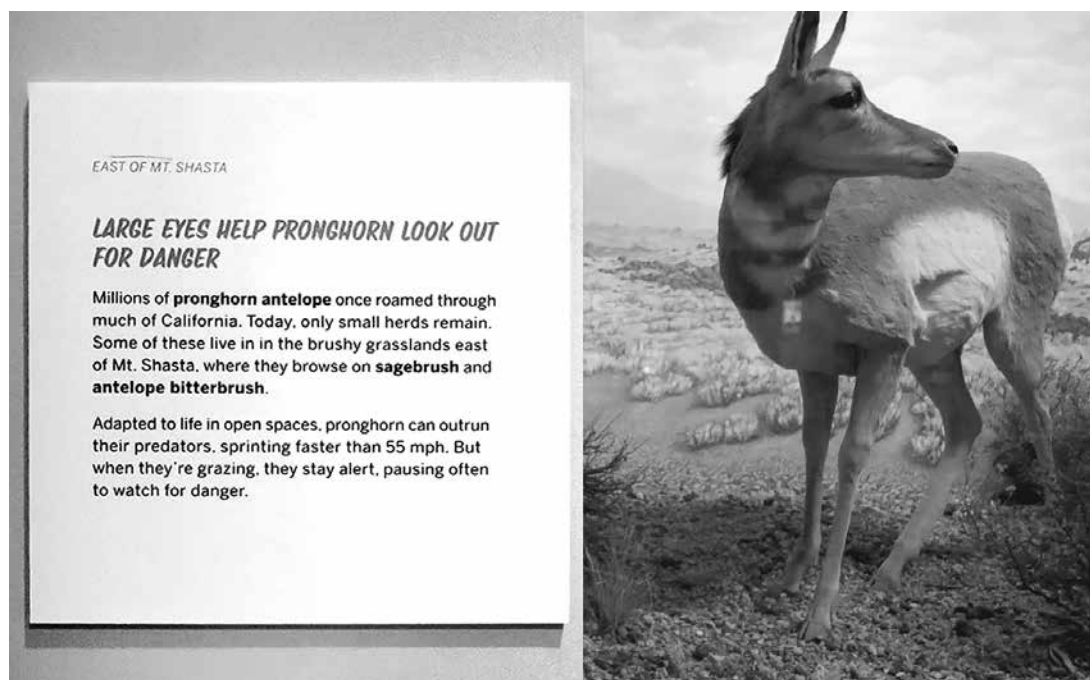 EAST OF MT. SHASTA
LARGE EYES HELP PRONGHORN LOOK OUT
FOR DANGER
Millions of pronghorn antelope once roamed through
much of California. Today, only small herds remain.
Some of these live in in the brushy grasslands east
of Mt. Shasta, where they browse on sagebrush and
antelope bitterbrush.
Adapted to life in open spaces, pronghorn can outrun
their predators, sprinting faster than 55 mph. But
when they're grazing, they stay alert, pausing often
to watch for danger.